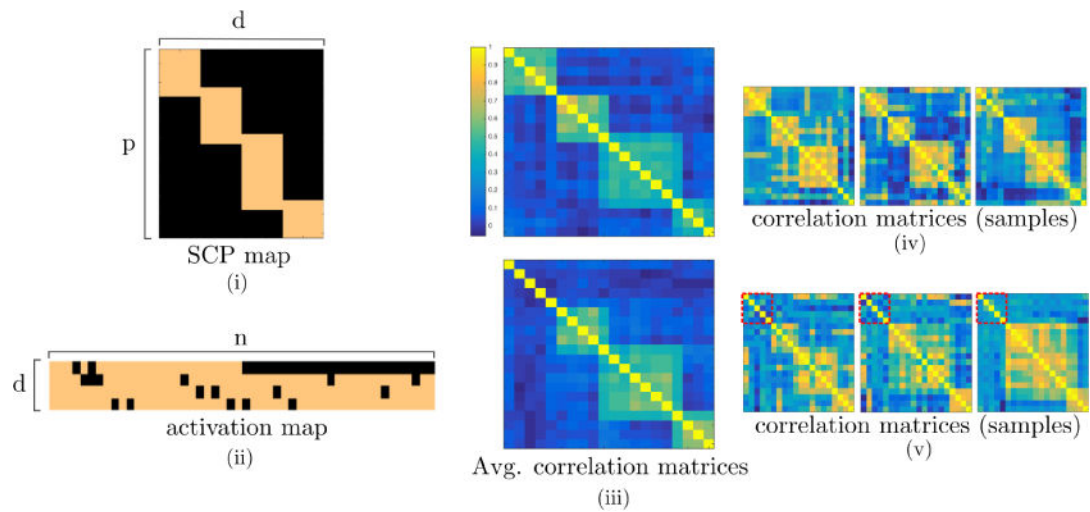 d
p
SCP map
(i)
n
d
activation map
(ii)
1
0.9
0.8
0.7
0.6
0.5
0.4
0.3
0.2
0.1
0
Avg. correlation matrices
(iii)
correlation matrices (samples)
(iv)
correlation matrices (samples)
(v)